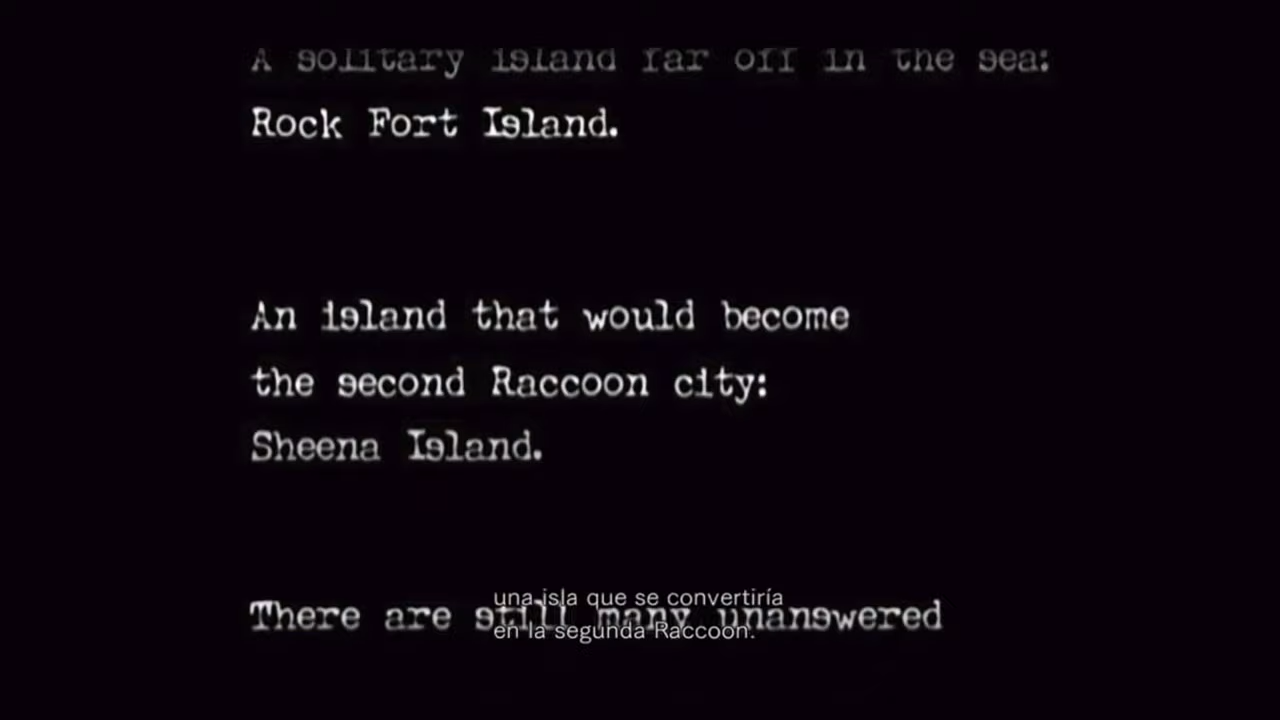 A solitary island far off in the sea:
Rock Fort Island.
An island that would become
the second Raccoon city:
Sheena Island.
There are still many unanswered
una isla que se convertiría
en la segunda Raccoon.